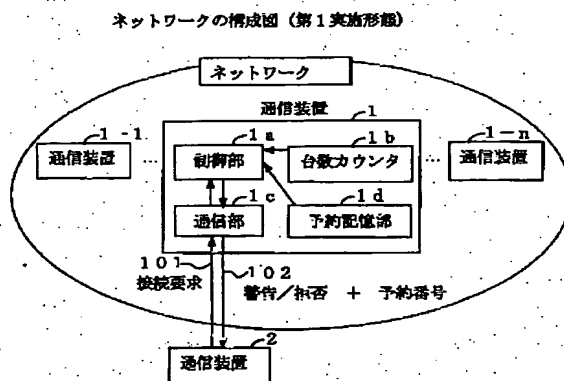 ネットワークの構成図(第1実施形態)
ネットワーク
通信装置 1
1-1 通信装置 …
1a 制御部
1b 台数カウンタ
… 1-n 通信装置
1c 通信部
1d 予約記憶部
101 接続要求
102 警告/拒否 + 予約番号
2 通信装置